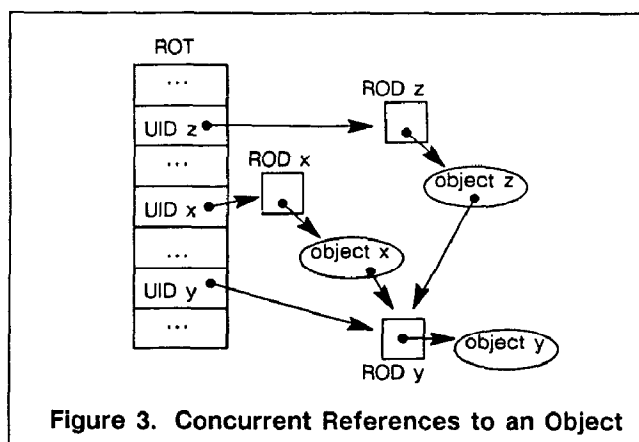 ROT
...
UID z
...
UID x
...
UID y
...
ROD z
object z
ROD x
object x
ROD y
object y
Figure 3. Concurrent References to an Object